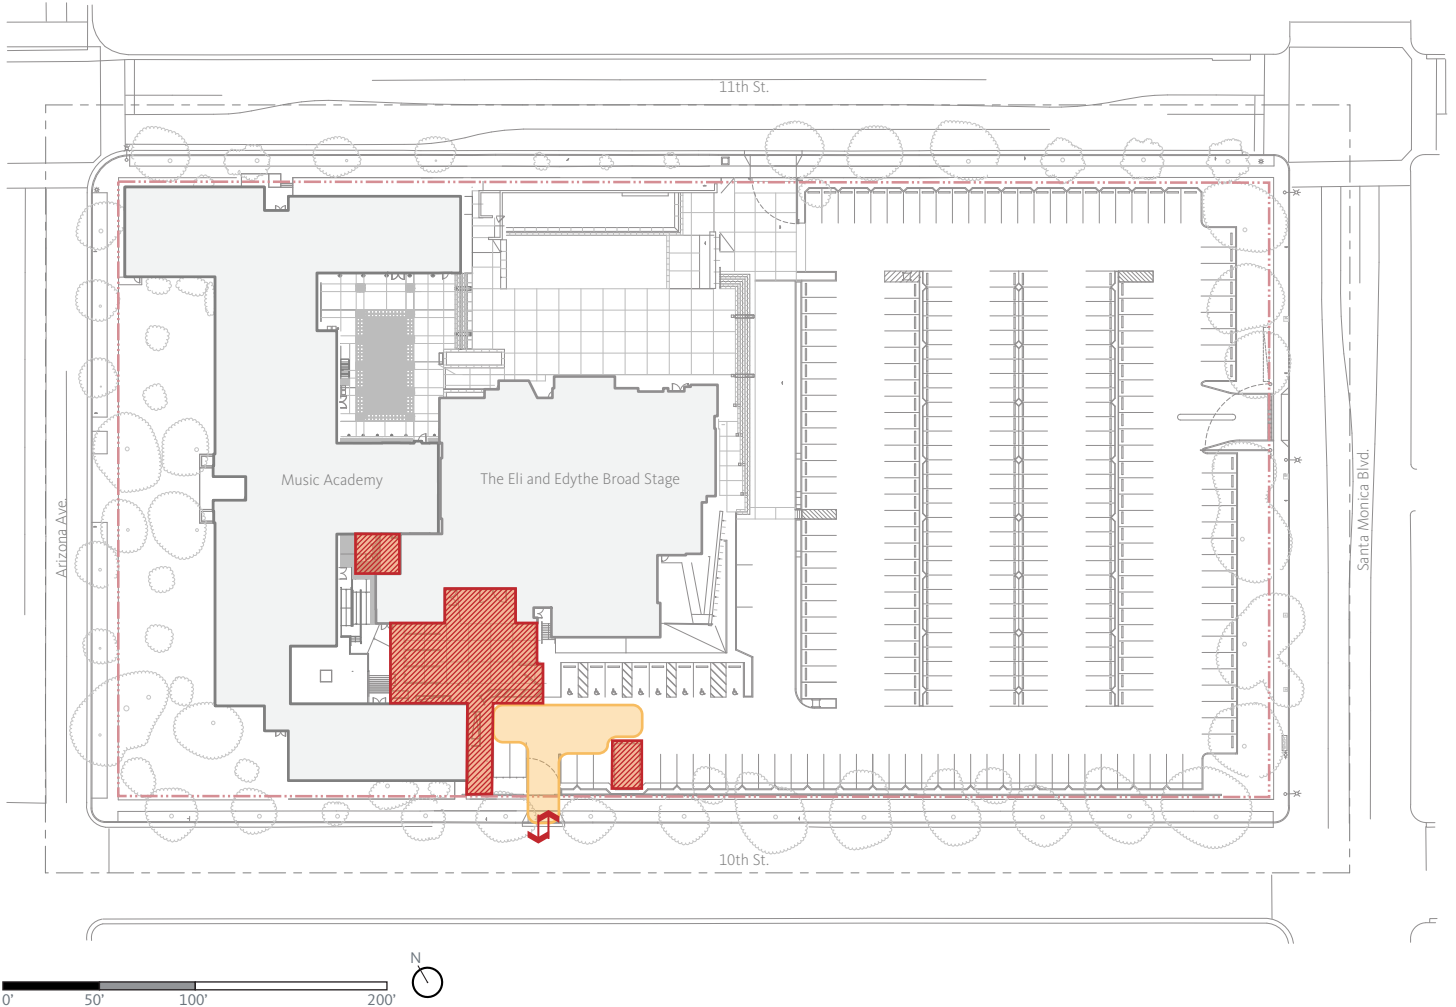 11th St.
Music Academy
The Eli and Edythe Broad Stage
Arizona Ave.
Santa Monica Blvd.
10th St.
N
0' 50' 100' 200'